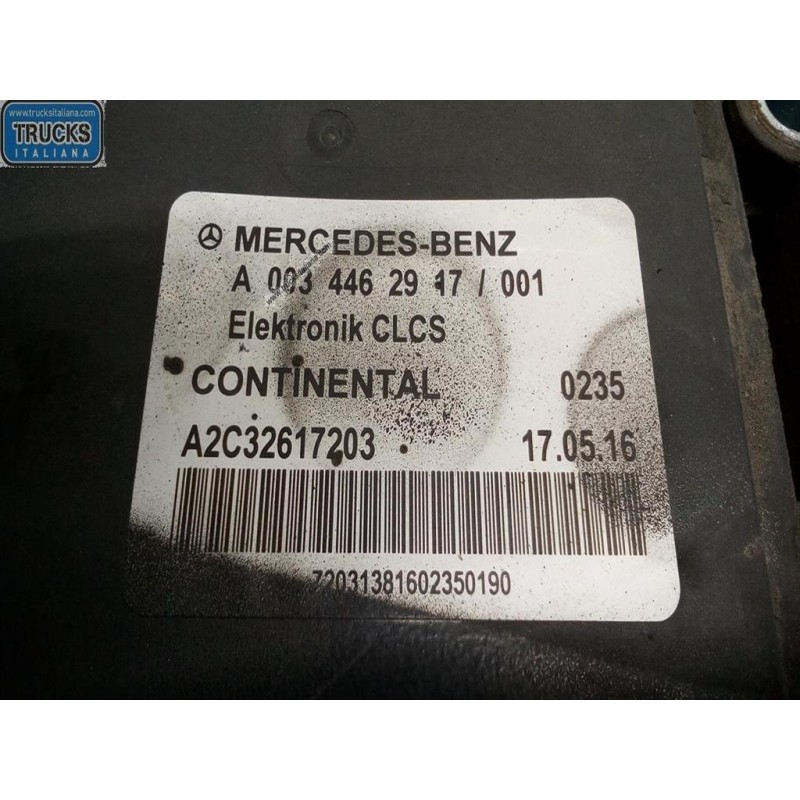 www.trucksitaliana.com
TRUCKS
ITALIANA
MERCEDES-BENZ
A 003 446 29 17 / 001
Elektronik CLCS
CONTINENTAL 0235
A2C32617203 17.05.16
72031381602350190